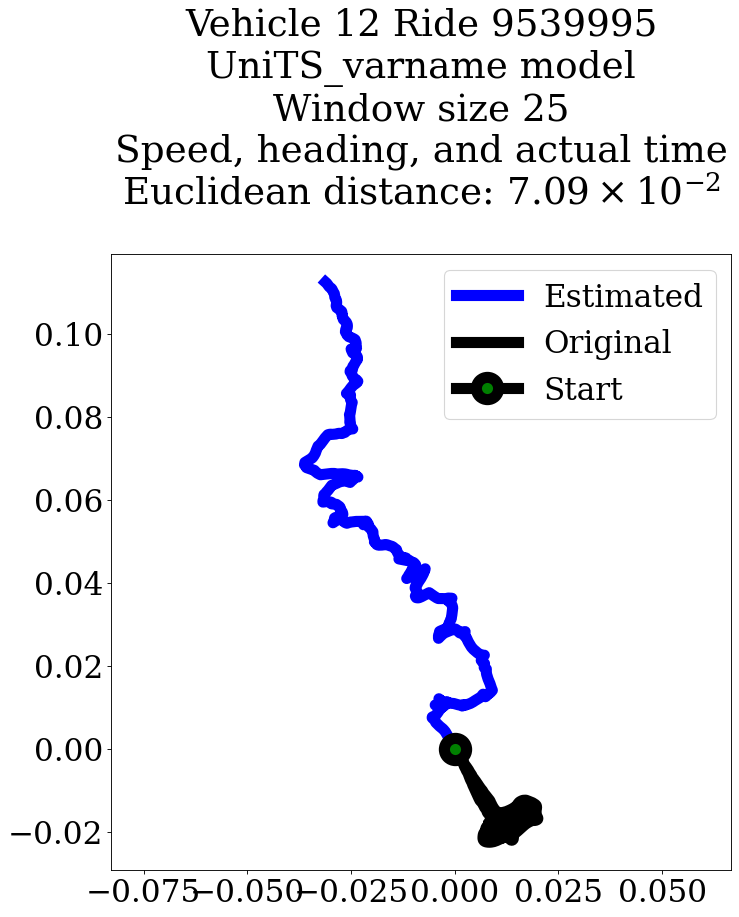 Vehicle 12 Ride 9539995
UniTS_varname model
Window size 25
Speed, heading, and actual time
Euclidean distance: 7.09 × 10⁻²
Estimated
Original
Start
0.10
0.08
0.06
0.04
0.02
0.00
−0.02
−0.075 −0.050 −0.025 0.000 0.025 0.050